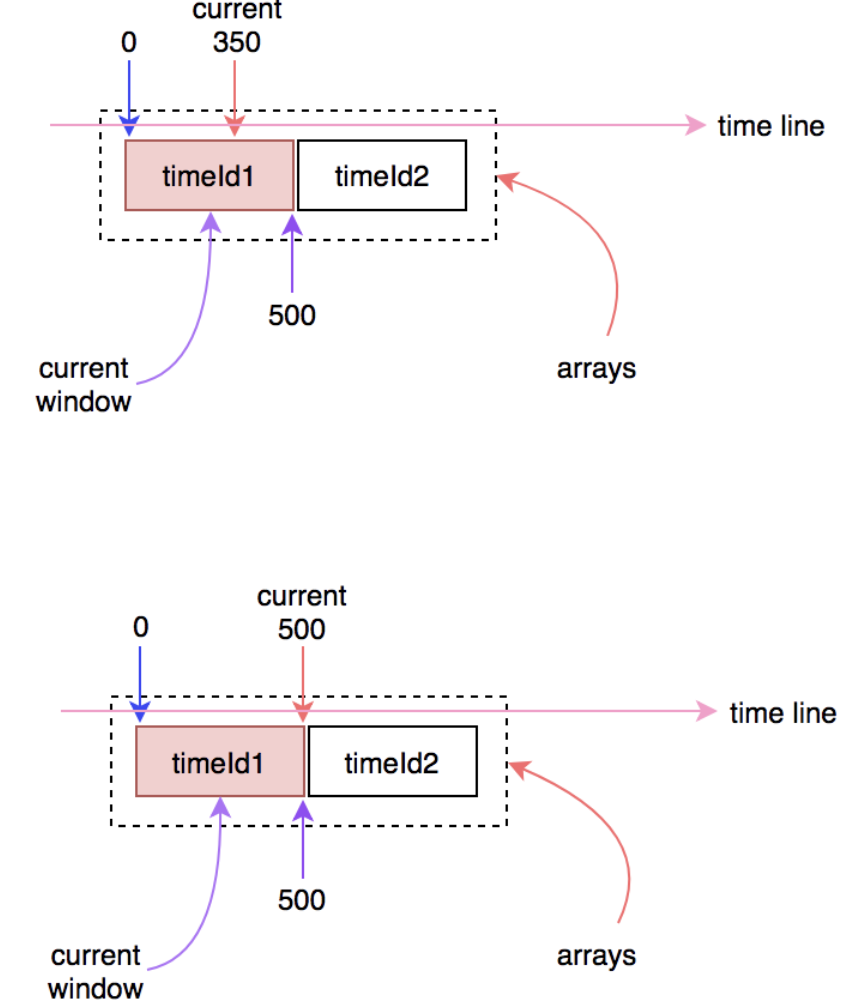 current
0
350
time line
timeId1
timeId2
500
current
window
arrays
current
0
500
time line
timeId1
timeId2
500
current
window
arrays